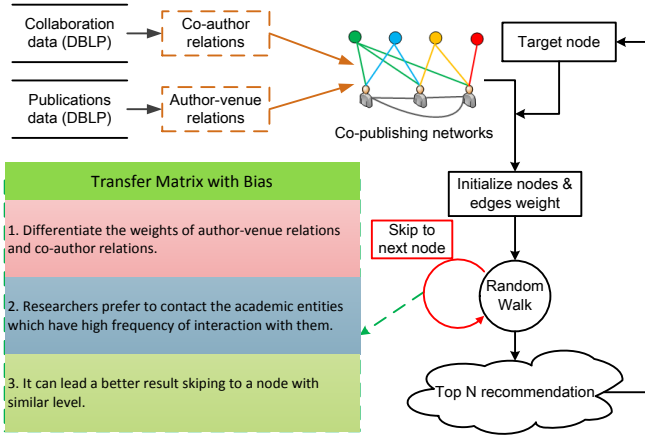 Collaboration
data (DBLP)
Co-author
relations
Target node
Publications
data (DBLP)
Author-venue
relations
Co-publishing networks
Transfer Matrix with Bias
1. Differentiate the weights of author-venue relations
and co-author relations.
2. Researchers prefer to contact the academic entities
which have high frequency of interaction with them.
3. It can lead a better result skiping to a node with
similar level.
Initialize nodes &
edges weight
Skip to
next node
Random
Walk
Top N recommendation